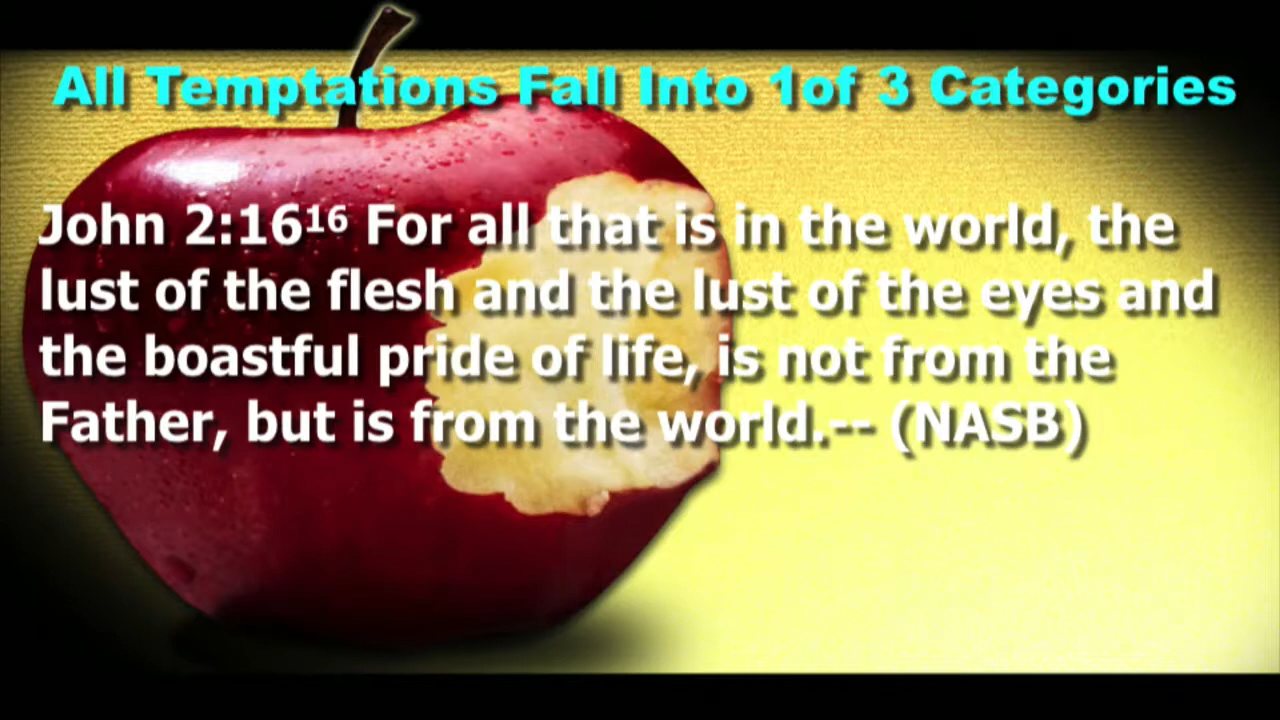 All Temptations Fall Into 1of 3 Categories
John 2:16¹⁶ For all that is in the world, the
lust of the flesh and the lust of the eyes and
the boastful pride of life, is not from the
Father, but is from the world.-- (NASB)